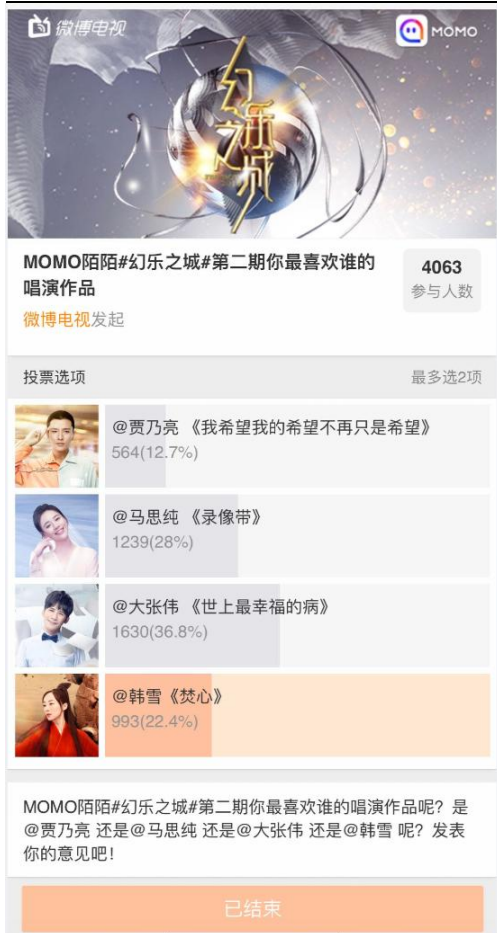 微博电视
MOMO
幻乐之城
MOMO陌陌#幻乐之城#第二期你最喜欢谁的
唱演作品
4063
参与人数
微博电视发起
投票选项
最多选2项
@贾乃亮 《我希望我的希望不再只是希望》
564(12.7%)
@马思纯 《录像带》
1239(28%)
@大张伟 《世上最幸福的病》
1630(36.8%)
@韩雪《焚心》
993(22.4%)
MOMO陌陌#幻乐之城#第二期你最喜欢谁的唱演作品呢？是
@贾乃亮 还是@马思纯 还是@大张伟 还是@韩雪 呢？发表
你的意见吧！
已结束